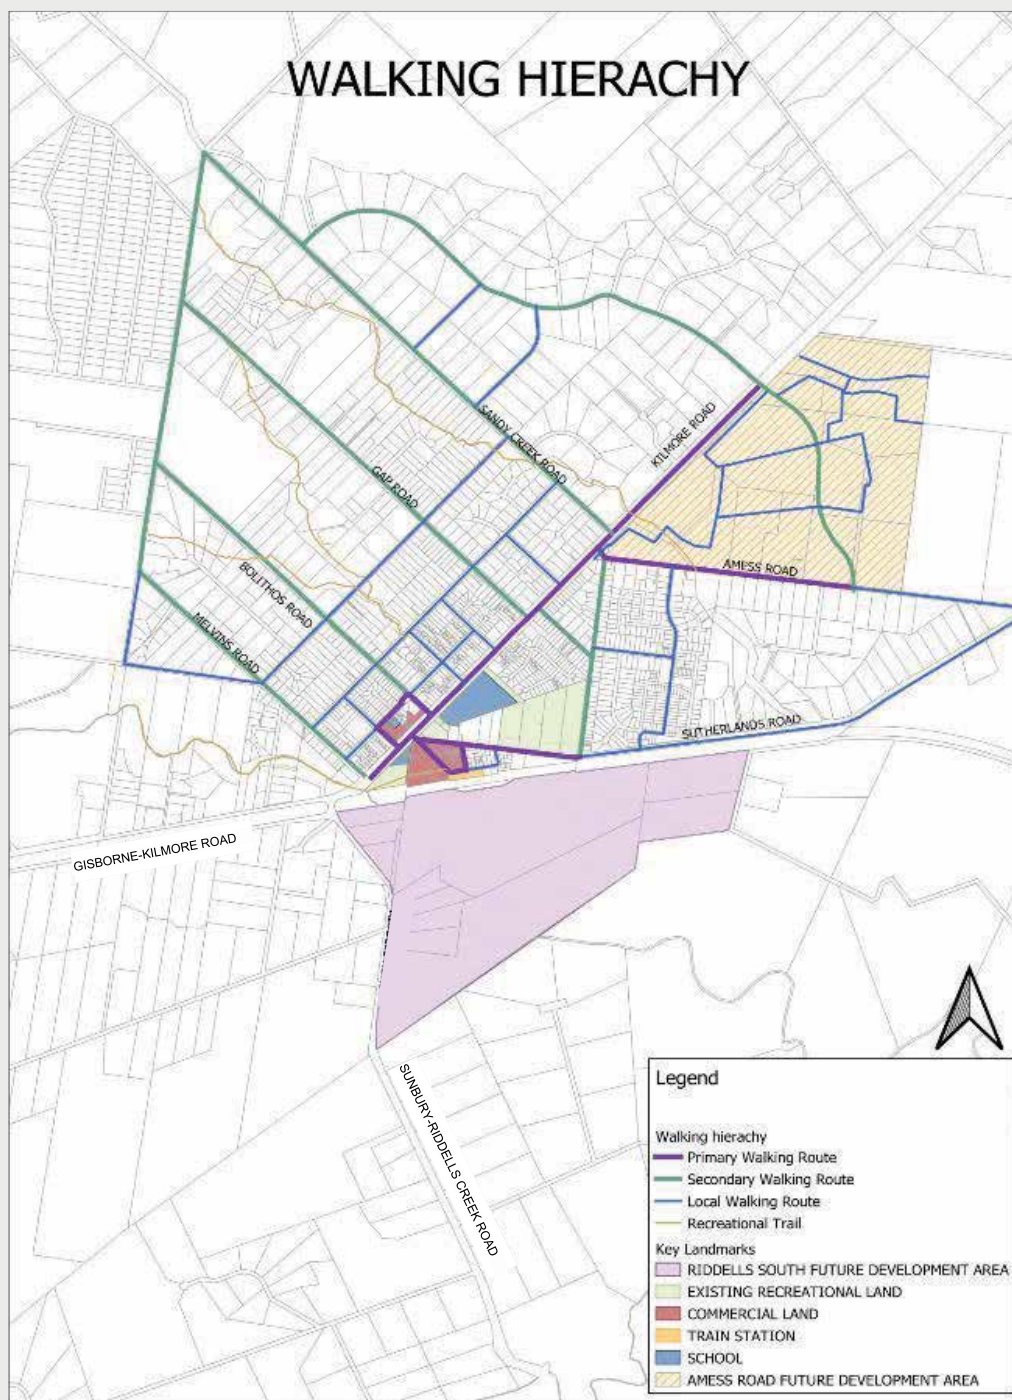 WALKING HIERACHY
SANDY CREEK ROAD
KILMORE ROAD
GAP ROAD
AMESS ROAD
BOLITHOS ROAD
MELVINS ROAD
SUTHERLANDS ROAD
GISBORNE-KILMORE ROAD
SUNBURY-RIDDELLS CREEK ROAD
Legend
Walking hierachy
Primary Walking Route
Secondary Walking Route
Local Walking Route
Recreational Trail
Key Landmarks
RIDDELLS SOUTH FUTURE DEVELOPMENT AREA
EXISTING RECREATIONAL LAND
COMMERCIAL LAND
TRAIN STATION
SCHOOL
AMESS ROAD FUTURE DEVELOPMENT AREA